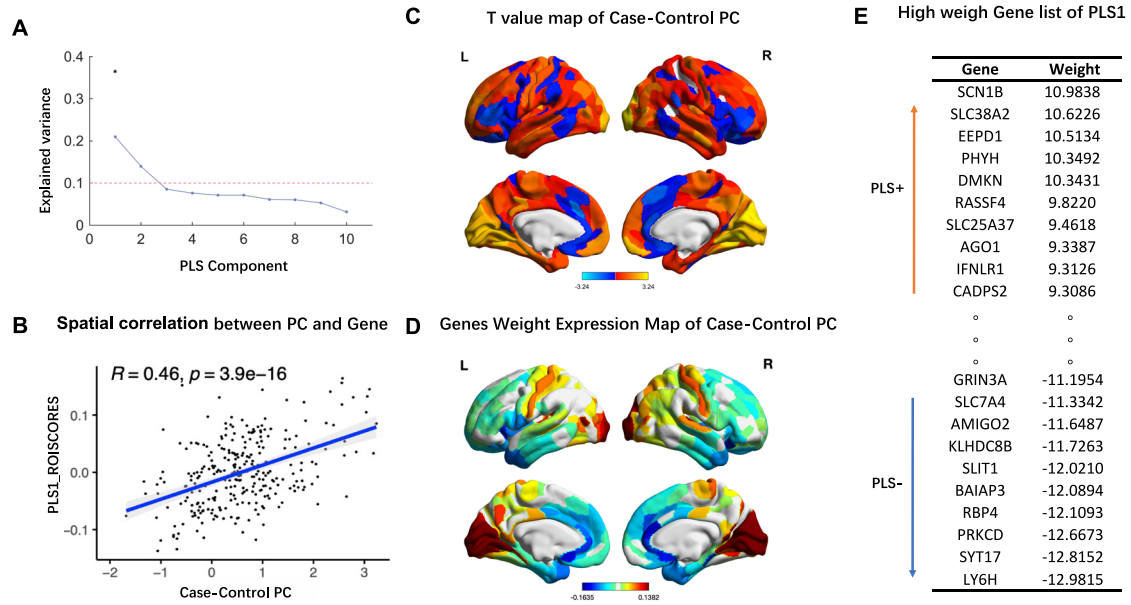 A
Explained variance
0.4
0.3
0.2
0.1
0
0
2
4
6
8
10
PLS Component
B
Spatial correlation between PC and Gene
R = 0.46, p = 3.9e−16
PLS1_ROISCORES
0.1
0.0
-0.1
−2
−1
0
1
2
3
Case-Control PC
C
T value map of Case-Control PC
L
R
-3.24
3.24
D
Genes Weight Expression Map of Case-Control PC
L
R
-0.1635
0.1382
E
High weigh Gene list of PLS1
Gene Weight
SCN1B 10.9838
SLC38A2 10.6226
EEPD1 10.5134
PHYH 10.3492
DMKN 10.3431
RASSF4 9.8220
SLC25A37 9.4618
AGO1 9.3387
IFNLR1 9.3126
CADPS2 9.3086
PLS+
GRIN3A -11.1954
SLC7A4 -11.3342
AMIGO2 -11.6487
KLHDC8B -11.7263
SLIT1 -12.0210
BAIAP3 -12.0894
RBP4 -12.1093
PRKCD -12.6673
SYT17 -12.8152
LY6H -12.9815
PLS-